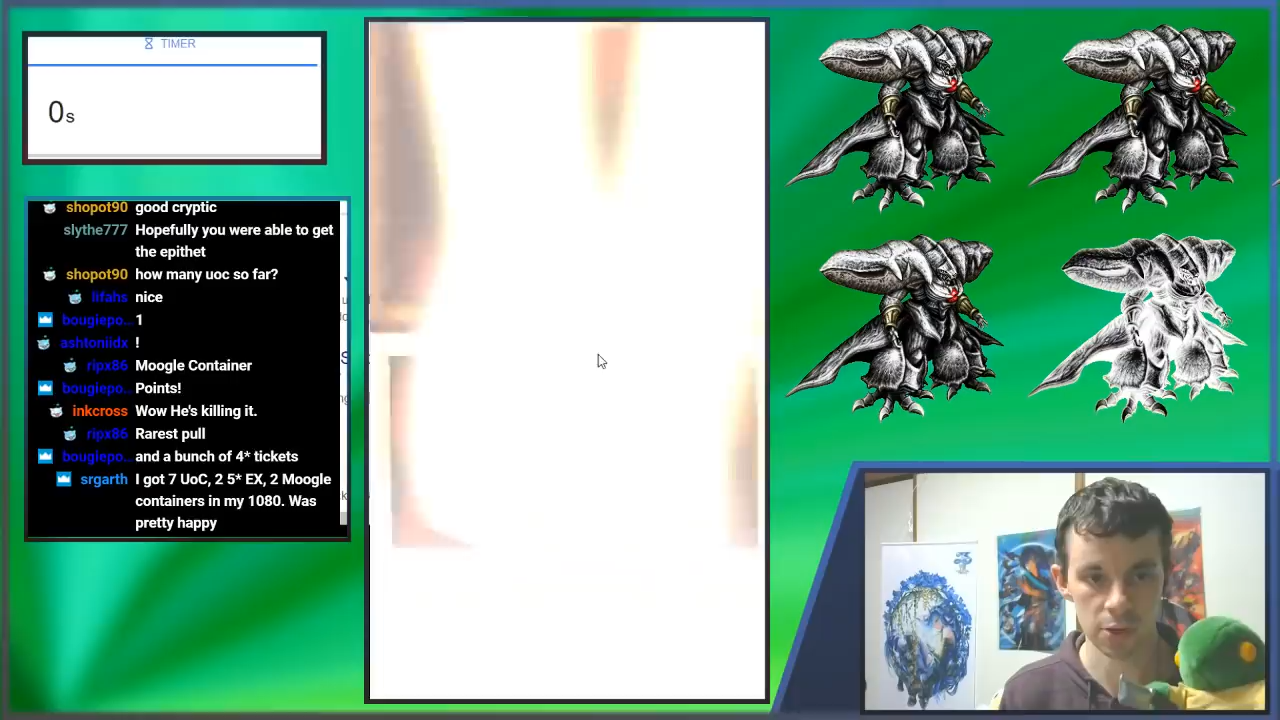 TIMER
0s
shopot90 good cryptic
slythe777 Hopefully you were able to get
the epithet
shopot90 how many uoc so far?
lifahs nice
bougiepo.. 1
ashtoniidx !
ripx86 Moogle Container
bougiepo.. Points!
inkcross Wow He's killing it.
ripx86 Rarest pull
bougiepo.. and a bunch of 4* tickets
srgarth I got 7 UoC, 2 5* EX, 2 Moogle
containers in my 1080. Was
pretty happy